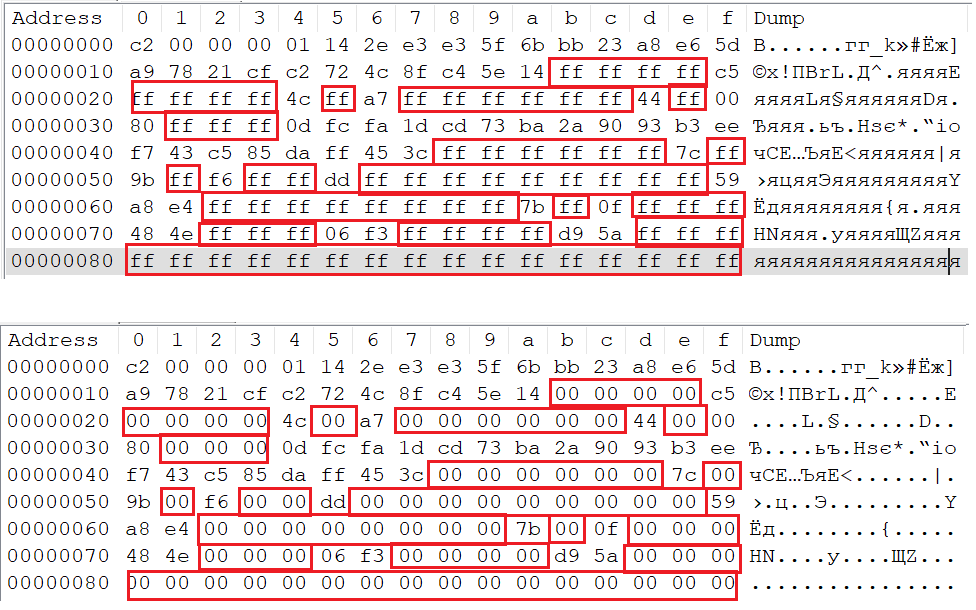 Address 0 1 2 3 4 5 6 7 8 9 a b c d e f Dump
00000000 c2 00 00 00 01 14 2e e3 e3 5f 6b bb 23 a8 e6 5d В......гг_k»#Ёж]
00000010 a9 78 21 cf c2 72 4c 8f c4 5e 14 ff ff ff ff c5 ©x!ПВrL.Д^.яяяяЕ
00000020 ff ff ff ff 4c ff a7 ff ff ff ff ff ff 44 ff 00 яяяяLя§яяяяяяDя.
00000030 80 ff ff ff 0d fc fa 1d cd 73 ba 2a 90 93 b3 ee Ђяяя.ьъ.Нsє*.“іо
00000040 f7 43 c5 85 da ff 45 3c ff ff ff ff ff ff 7c ff чCЕ…ЪяE<яяяяяя|я
00000050 9b ff f6 ff ff dd ff ff ff ff ff ff ff ff ff 59 ›яцяяЭяяяяяяяяяY
00000060 a8 e4 ff ff ff ff ff ff ff ff 7b ff 0f ff ff ff Ёдяяяяяяяя{я.яяя
00000070 48 4e ff ff ff 06 f3 ff ff ff ff d9 5a ff ff ff HNяяя.уяяяяЩZяяя
00000080 ff ff ff ff ff ff ff ff ff ff ff ff ff ff ff ff яяяяяяяяяяяяяяяя
Address 0 1 2 3 4 5 6 7 8 9 a b c d e f Dump
00000000 c2 00 00 00 01 14 2e e3 e3 5f 6b bb 23 a8 e6 5d В......гг_k»#Ёж]
00000010 a9 78 21 cf c2 72 4c 8f c4 5e 14 00 00 00 00 c5 ©x!ПВrL.Д^.....Е
00000020 00 00 00 00 4c 00 a7 00 00 00 00 00 00 44 00 00 ....L.§......D..
00000030 80 00 00 00 0d fc fa 1d cd 73 ba 2a 90 93 b3 ee Ђ....ьъ.Нsє*.“іо
00000040 f7 43 c5 85 da ff 45 3c 00 00 00 00 00 00 7c 00 чCЕ…ЪяE<......|.
00000050 9b 00 f6 00 00 dd 00 00 00 00 00 00 00 00 00 59 ›.ц..Э.........Y
00000060 a8 e4 00 00 00 00 00 00 00 00 7b 00 0f 00 00 00 Ёд........{.....
00000070 48 4e 00 00 00 06 f3 00 00 00 00 d9 5a 00 00 00 HN....у....ЩZ...
00000080 00 00 00 00 00 00 00 00 00 00 00 00 00 00 00 00 ................